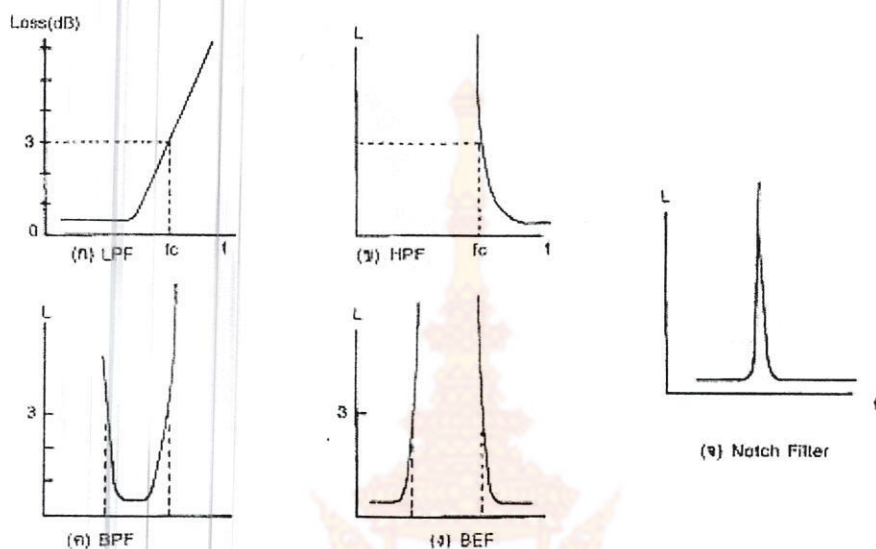 Loss(dB)
3
0
fc
f
(ก) LPF
L
fc
f
(ข) HPF
L
3
(ค) BPF
L
3
(ง) BEF
L
f
(จ) Notch Filter